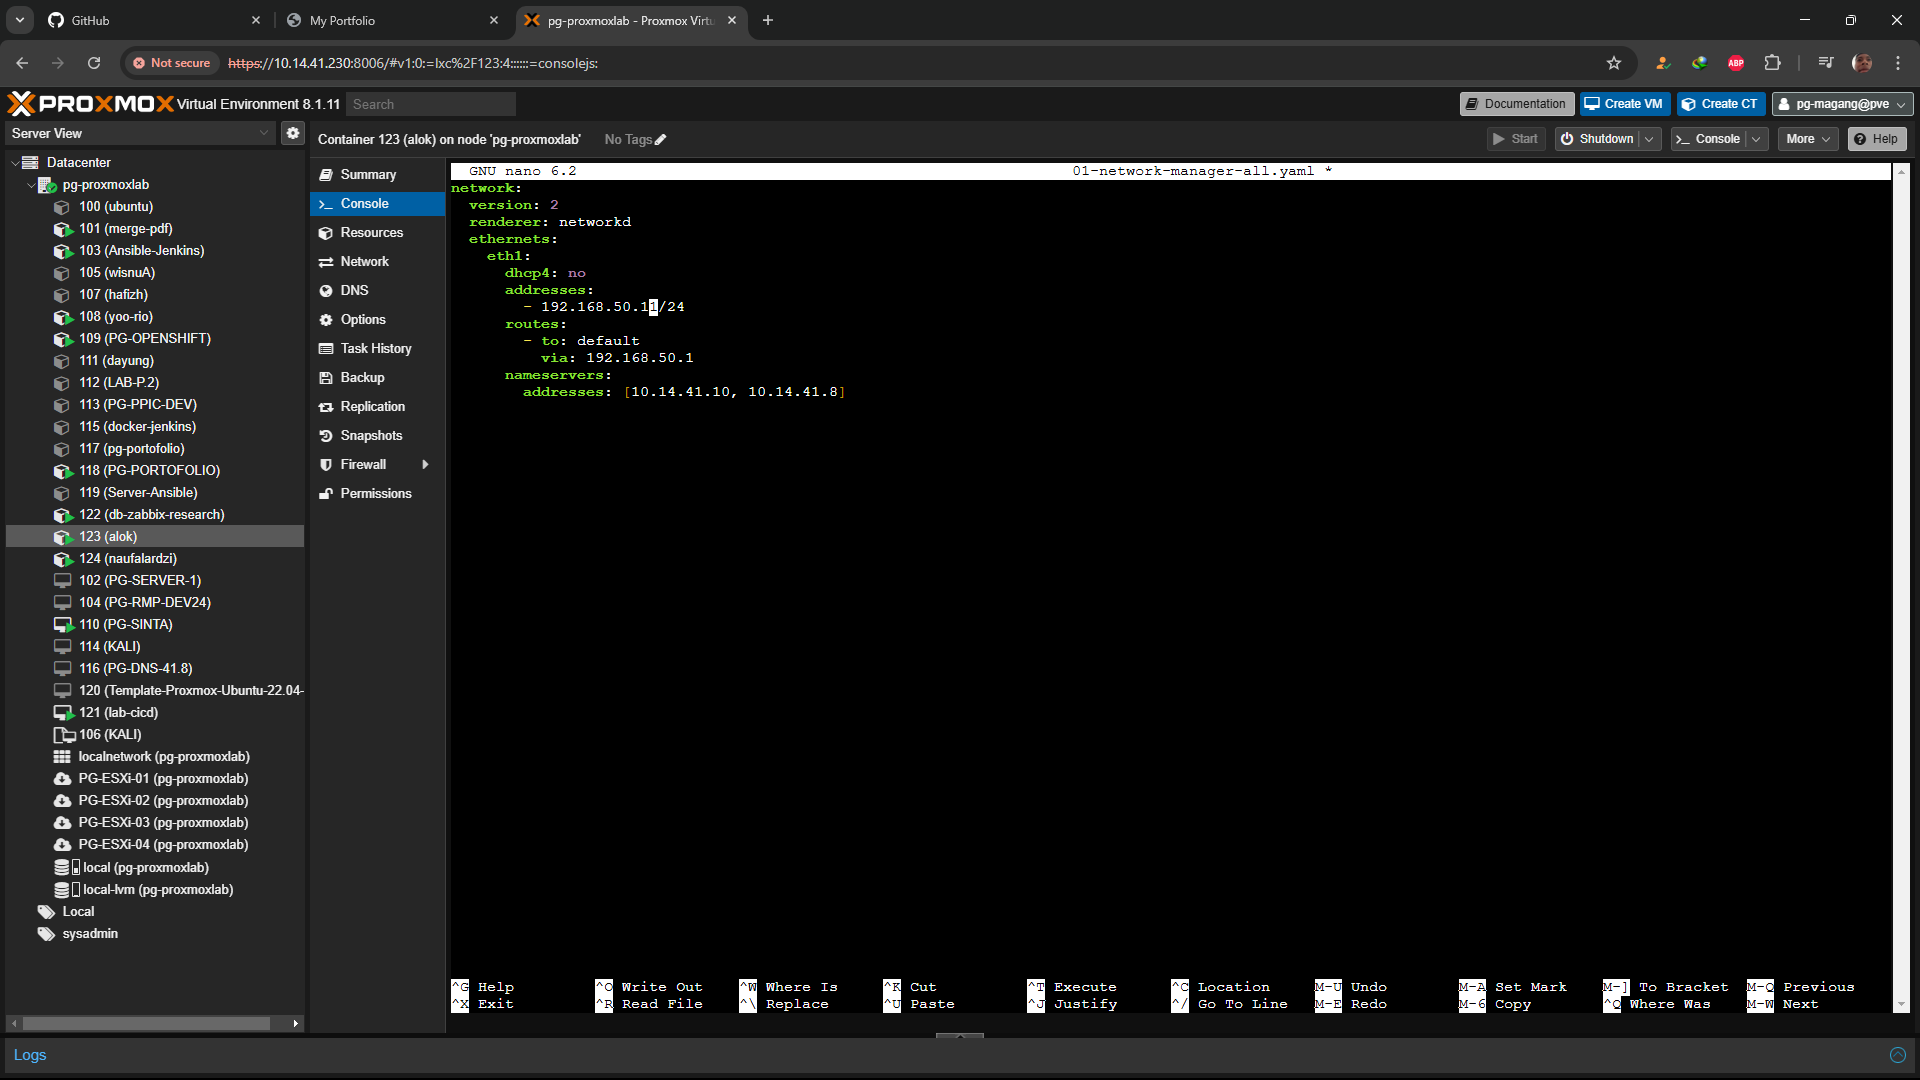 GitHub
My Portfolio
pg-proxmoxlab - Proxmox Virtu
Not secure
https://10.14.41.230:8006/#v1:0:=lxc%2F123:4::::::=consolejs:
ABP
PROXMOX Virtual Environment 8.1.11
Search
Documentation
Create VM
Create CT
pg-magang@pve
Server View
Container 123 (alok) on node 'pg-proxmoxlab'
No Tags
Start
Shutdown
Console
More
Help
Datacenter
pg-proxmoxlab
100 (ubuntu)
101 (merge-pdf)
103 (Ansible-Jenkins)
105 (wisnuA)
107 (hafizh)
108 (yoo-rio)
109 (PG-OPENSHIFT)
111 (dayung)
112 (LAB-P.2)
113 (PG-PPIC-DEV)
115 (docker-jenkins)
117 (pg-portofolio)
118 (PG-PORTOFOLIO)
119 (Server-Ansible)
122 (db-zabbix-research)
123 (alok)
124 (naufalardzi)
102 (PG-SERVER-1)
104 (PG-RMP-DEV24)
110 (PG-SINTA)
114 (KALI)
116 (PG-DNS-41.8)
120 (Template-Proxmox-Ubuntu-22.04-
121 (lab-cicd)
106 (KALI)
localnetwork (pg-proxmoxlab)
PG-ESXi-01 (pg-proxmoxlab)
PG-ESXi-02 (pg-proxmoxlab)
PG-ESXi-03 (pg-proxmoxlab)
PG-ESXi-04 (pg-proxmoxlab)
local (pg-proxmoxlab)
local-lvm (pg-proxmoxlab)
Local
sysadmin
Summary
Console
Resources
Network
DNS
Options
Task History
Backup
Replication
Snapshots
Firewall
Permissions
GNU nano 6.2 01-network-manager-all.yaml *
network:
version: 2
renderer: networkd
ethernets:
eth1:
dhcp4: no
addresses:
- 192.168.50.11/24
routes:
- to: default
via: 192.168.50.1
nameservers:
addresses: [10.14.41.10, 10.14.41.8]
^G Help ^O Write Out ^W Where Is ^K Cut ^T Execute ^C Location M-U Undo M-A Set Mark M-] To Bracket M-Q Previous
^X Exit ^R Read File ^\ Replace ^U Paste ^J Justify ^/ Go To Line M-E Redo M-6 Copy ^Q Where Was M-W Next
Logs